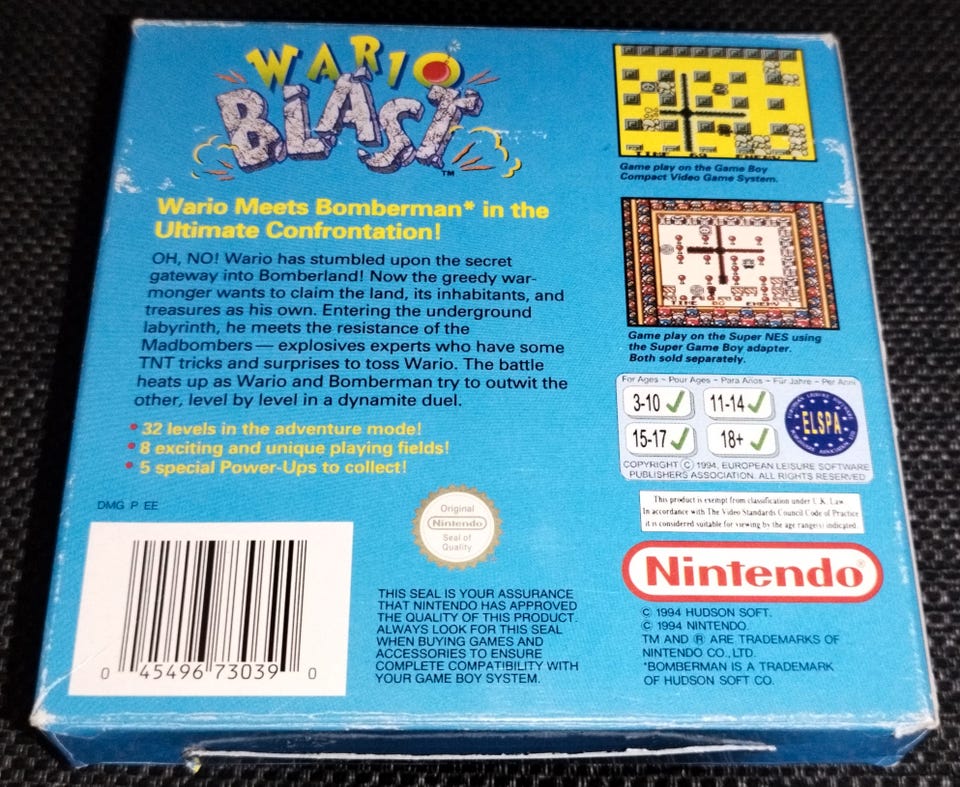 WARIO
BLAST
TM
Wario Meets Bomberman* in the
Ultimate Confrontation!
OH, NO! Wario has stumbled upon the secret
gateway into Bomberland! Now the greedy war-
monger wants to claim the land, its inhabitants, and
treasures as his own. Entering the underground
labyrinth, he meets the resistance of the
Madbombers — explosives experts who have some
TNT tricks and surprises to toss Wario. The battle
heats up as Wario and Bomberman try to outwit the
other, level by level in a dynamite duel.
• 32 levels in the adventure mode!
• 8 exciting and unique playing fields!
• 5 special Power-Ups to collect!
DMG P EE
0 45496 73039 0
Original
Nintendo
Seal of
Quality
THIS SEAL IS YOUR ASSURANCE
THAT NINTENDO HAS APPROVED
THE QUALITY OF THIS PRODUCT.
ALWAYS LOOK FOR THIS SEAL
WHEN BUYING GAMES AND
ACCESSORIES TO ENSURE
COMPLETE COMPATIBILITY WITH
YOUR GAME BOY SYSTEM.
TIME 60 ENEMY
Game play on the Game Boy
Compact Video Game System.
TIME 60 ENEMY
Game play on the Super NES using
the Super Game Boy adapter.
Both sold separately.
For Ages – Pour Ages – Para Años – Für Jahre – Per Anni
3-10 ✓ 11-14 ✓
15-17 ✓ 18+ ✓
ELSPA
COPYRIGHT © 1994, EUROPEAN LEISURE SOFTWARE
PUBLISHERS ASSOCIATION. ALL RIGHTS RESERVED
This product is exempt from classification under U.K. Law
In accordance with The Video Standards Council Code of Practice
it is considered suitable for viewing by the age range(s) indicated.
Nintendo®
© 1994 HUDSON SOFT.
© 1994 NINTENDO.
TM AND ® ARE TRADEMARKS OF
NINTENDO CO., LTD.
*BOMBERMAN IS A TRADEMARK
OF HUDSON SOFT CO.